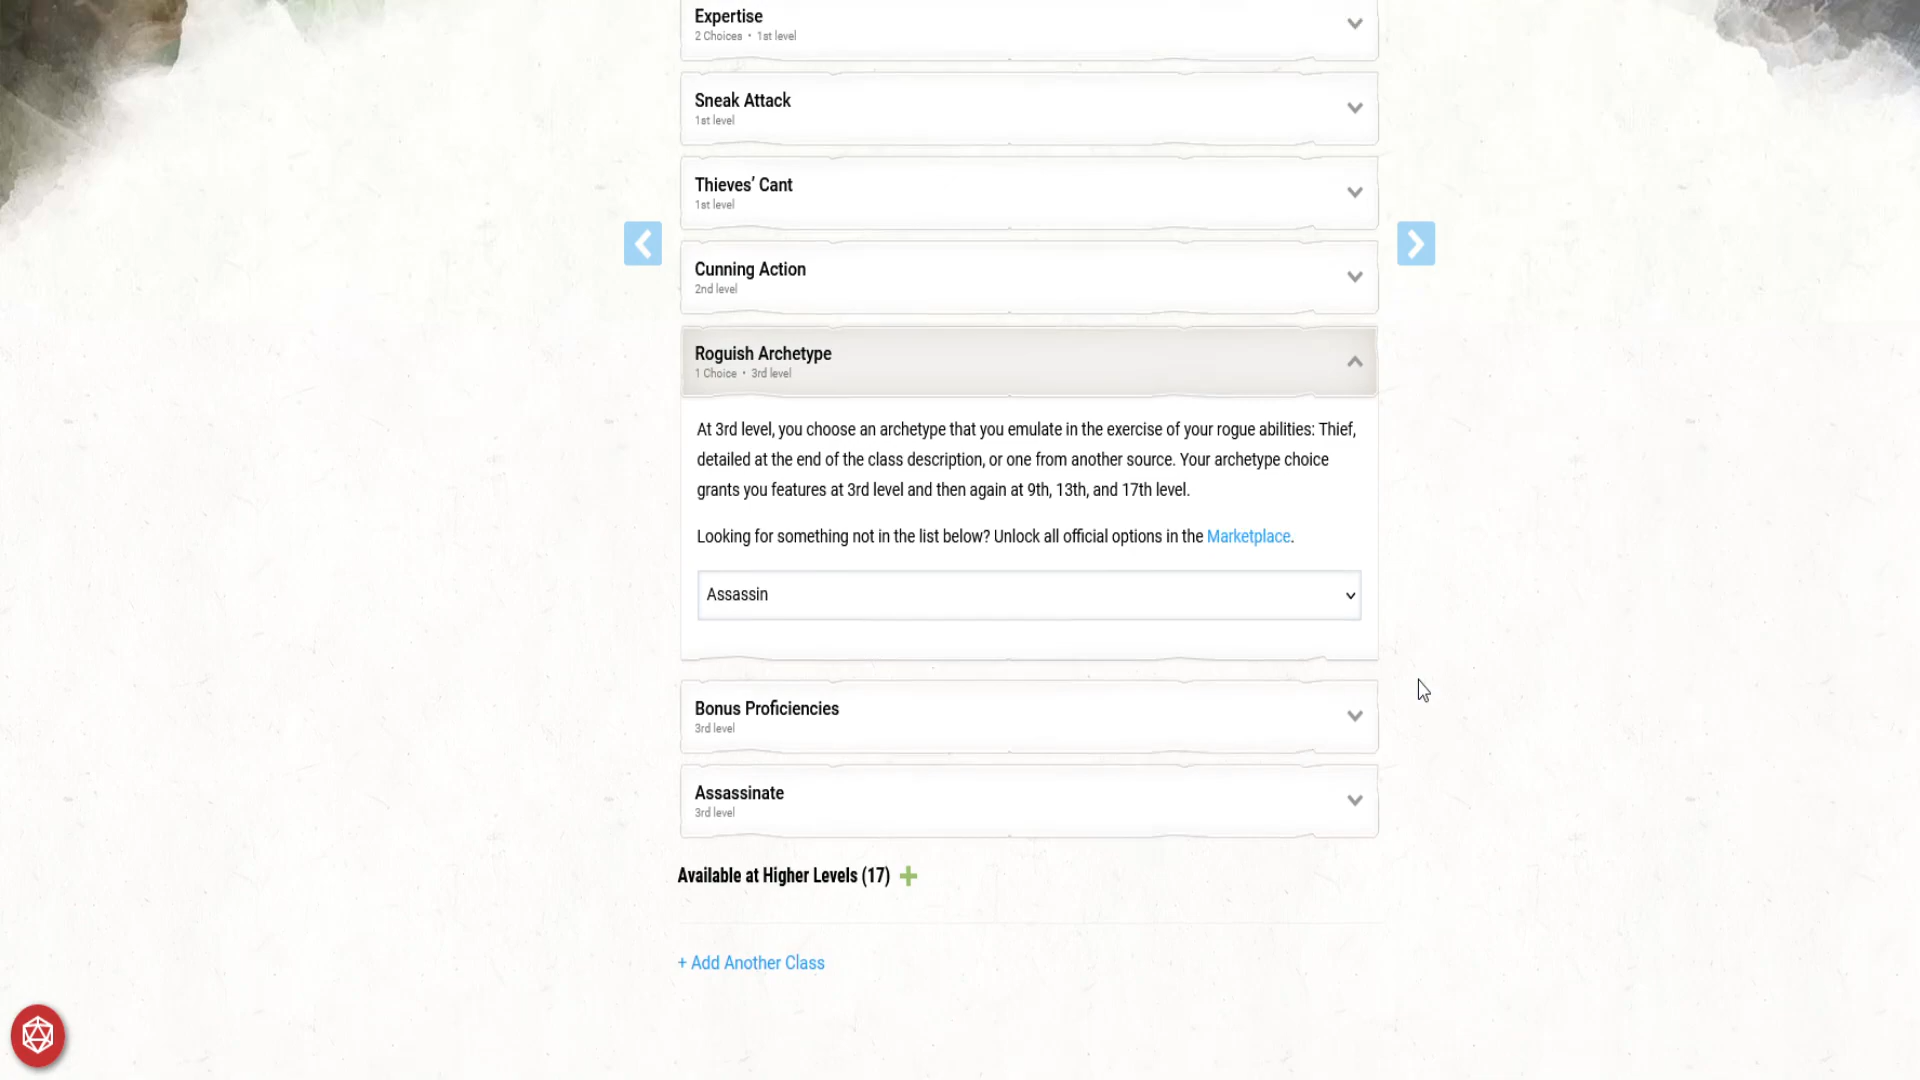 Expertise
2 Choices • 1st level
Sneak Attack
1st level
Thieves’ Cant
1st level
Cunning Action
2nd level
Roguish Archetype
1 Choice • 3rd level
At 3rd level, you choose an archetype that you emulate in the exercise of your rogue abilities: Thief,
detailed at the end of the class description, or one from another source. Your archetype choice
grants you features at 3rd level and then again at 9th, 13th, and 17th level.
Looking for something not in the list below? Unlock all official options in the Marketplace.
Assassin
Bonus Proficiencies
3rd level
Assassinate
3rd level
Available at Higher Levels (17)
+ Add Another Class